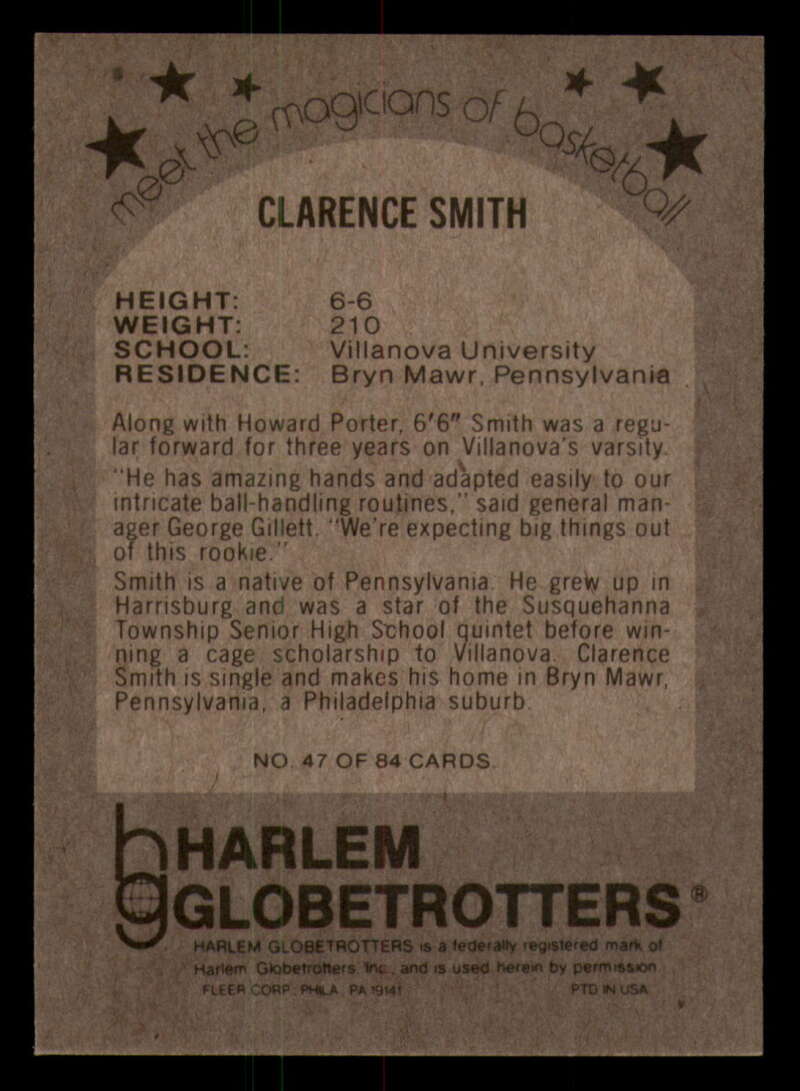 meet the magicians of basketball
CLARENCE SMITH
HEIGHT: 6-6
WEIGHT: 210
SCHOOL: Villanova University
RESIDENCE: Bryn Mawr, Pennsylvania
Along with Howard Porter, 6'6" Smith was a regu-
lar forward for three years on Villanova's varsity.
"He has amazing hands and adapted easily to our
intricate ball-handling routines," said general man-
ager George Gillett. "We're expecting big things out
of this rookie."
Smith is a native of Pennsylvania. He grew up in
Harrisburg and was a star of the Susquehanna
Township Senior High School quintet before win-
ning a cage scholarship to Villanova. Clarence
Smith is single and makes his home in Bryn Mawr,
Pennsylvania, a Philadelphia suburb.
NO. 47 OF 84 CARDS
hg HARLEM
GLOBETROTTERS®
HARLEM GLOBETROTTERS is a federally registered mark of
Harlem Globetrotters, Inc., and is used herein by permission
FLEER CORP., PHILA., PA 19141 PTD IN USA